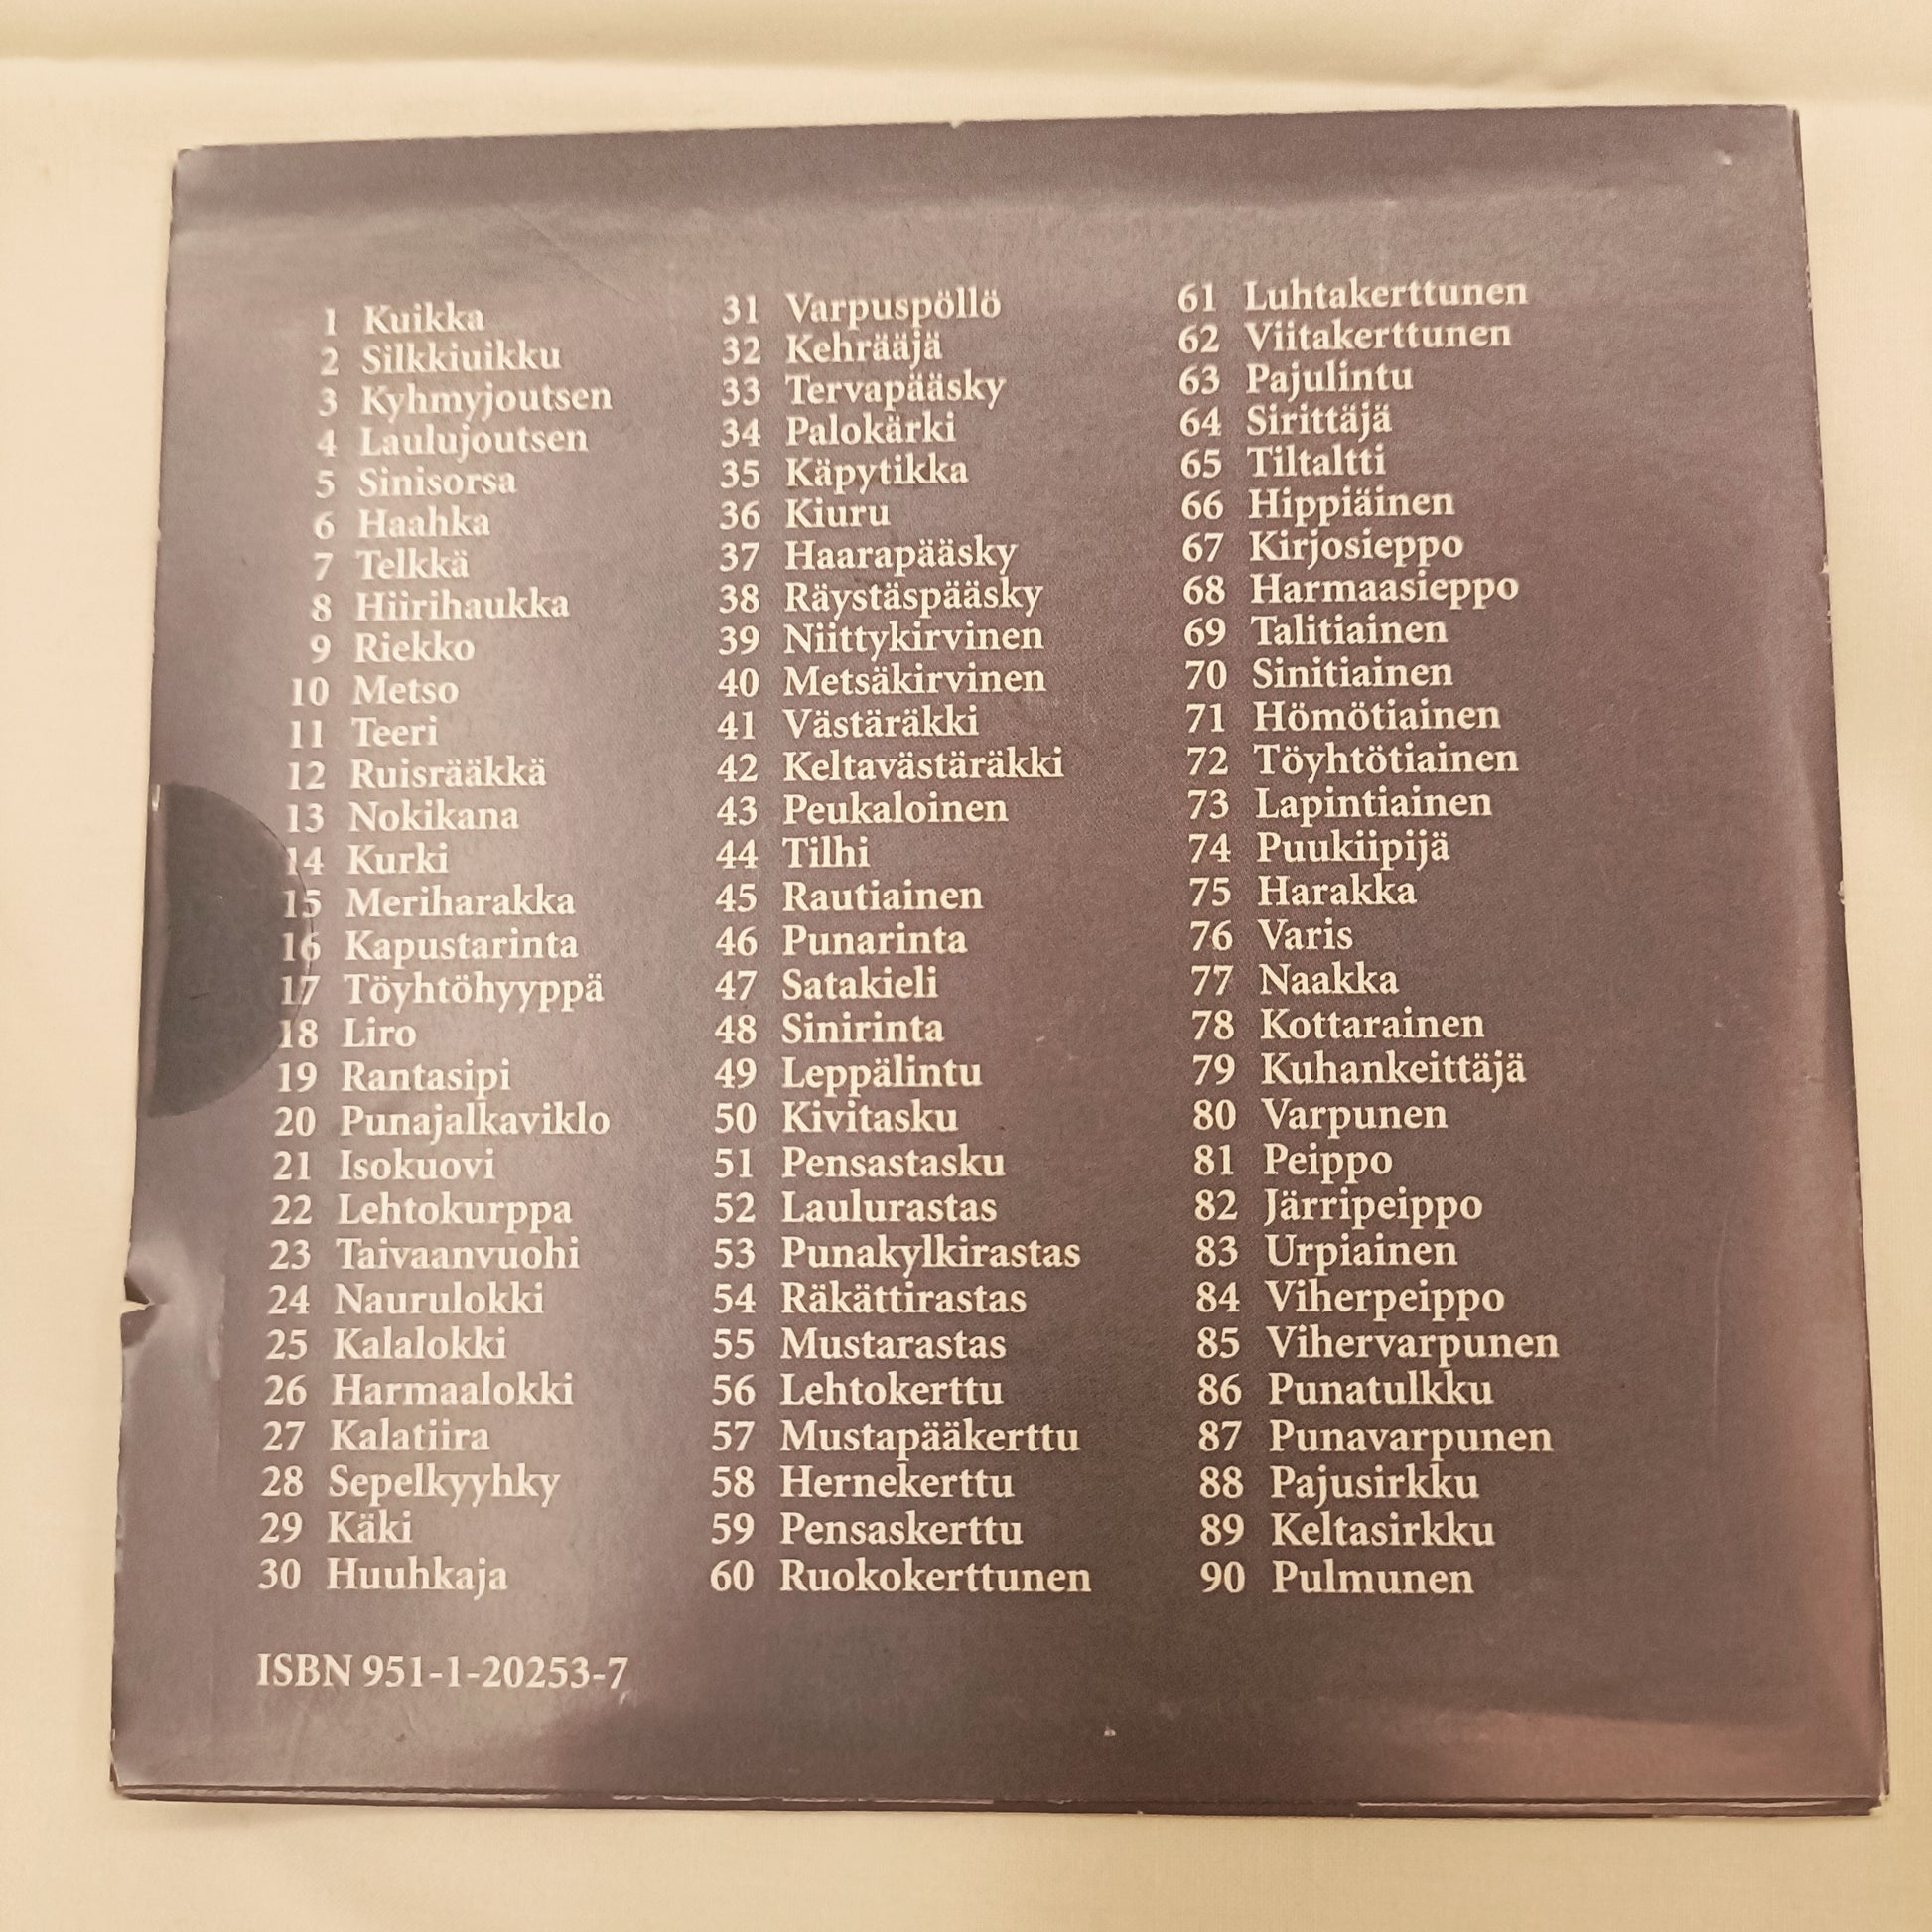 1 Kuikka
2 Silkkiuikku
3 Kyhmyjoutsen
4 Laulujoutsen
5 Sinisorsa
6 Haahka
7 Telkkä
8 Hiirihaukka
9 Riekko
10 Metso
11 Teeri
12 Ruisrääkkä
13 Nokikana
14 Kurki
15 Meriharakka
16 Kapustarinta
17 Töyhtöhyyppä
18 Liro
19 Rantasipi
20 Punajalkaviklo
21 Isokuovi
22 Lehtokurppa
23 Taivaanvuohi
24 Naurulokki
25 Kalalokki
26 Harmaalokki
27 Kalatiira
28 Sepelkyyhky
29 Käki
30 Huuhkaja
31 Varpuspöllö
32 Kehrääjä
33 Tervapääsky
34 Palokärki
35 Käpytikka
36 Kiuru
37 Haarapääsky
38 Räystäspääsky
39 Niittykirvinen
40 Metsäkirvinen
41 Västäräkki
42 Keltavästäräkki
43 Peukaloinen
44 Tilhi
45 Rautiainen
46 Punarinta
47 Satakieli
48 Sinirinta
49 Leppälintu
50 Kivitasku
51 Pensastasku
52 Laulurastas
53 Punakylkirastas
54 Räkättirastas
55 Mustarastas
56 Lehtokerttu
57 Mustapääkerttu
58 Hernekerttu
59 Pensaskerttu
60 Ruokokerttunen
61 Luhtakerttunen
62 Viitakerttunen
63 Pajulintu
64 Sirittäjä
65 Tiltaltti
66 Hippiäinen
67 Kirjosieppo
68 Harmaasieppo
69 Talitiainen
70 Sinitiainen
71 Hömötiainen
72 Töyhtötiainen
73 Lapintiainen
74 Puukiipijä
75 Harakka
76 Varis
77 Naakka
78 Kottarainen
79 Kuhankeittäjä
80 Varpunen
81 Peippo
82 Järripeippo
83 Urpiainen
84 Viherpeippo
85 Vihervarpunen
86 Punatulkku
87 Punavarpunen
88 Pajusirkku
89 Keltasirkku
90 Pulmunen
ISBN 951-1-20253-7